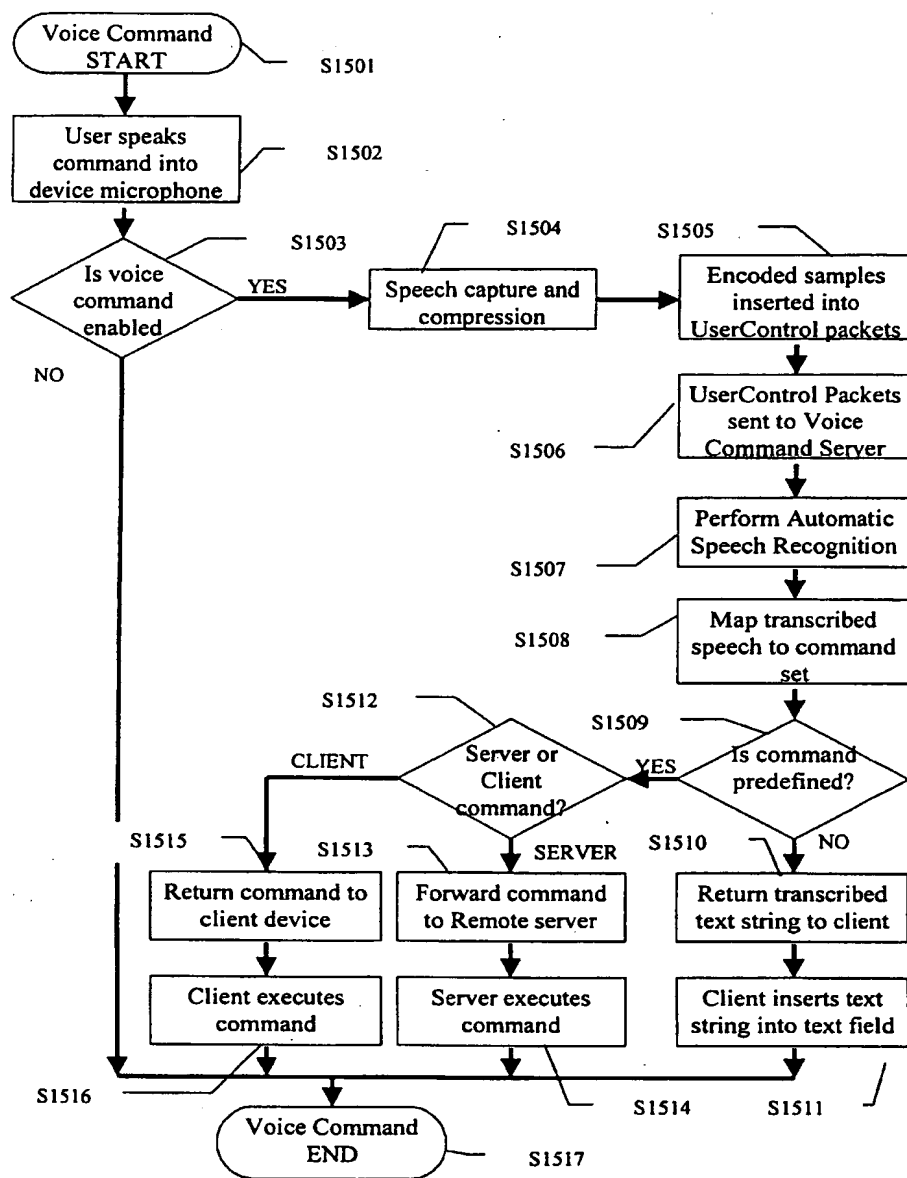 Voice Command
START
S1501
User speaks
command into
device microphone
S1502
Is voice
command
enabled
S1503
YES
NO
Speech capture and
compression
S1504
Encoded samples
inserted into
UserControl packets
S1505
UserControl Packets
sent to Voice
Command Server
S1506
Perform Automatic
Speech Recognition
S1507
Map transcribed
speech to command
set
S1508
Is command
predefined?
S1509
YES
NO
Server or
Client
command?
S1512
CLIENT
SERVER
Return command to
client device
S1515
Forward command
to Remote server
S1513
Return transcribed
text string to client
S1510
Client executes
command
S1516
Server executes
command
S1514
Client inserts text
string into text field
S1511
Voice Command
END
S1517